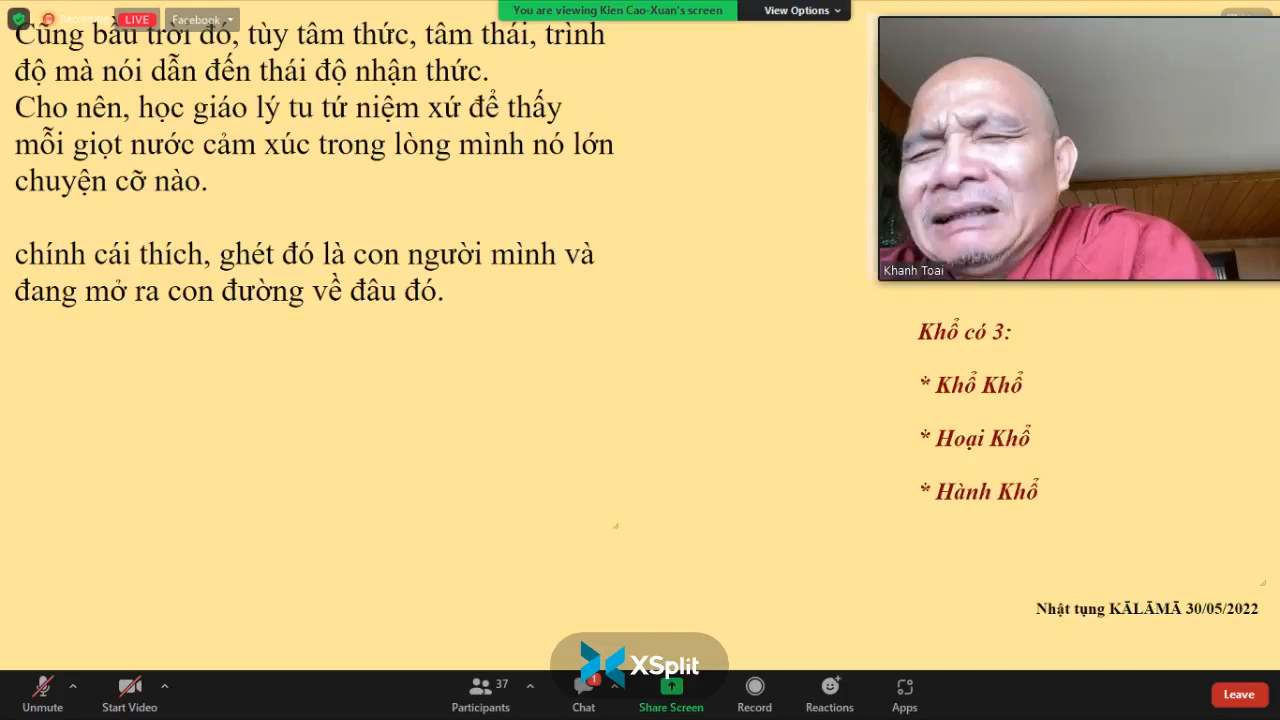 Recording
LIVE
Facebook
You are viewing Kien Cao-Xuan's screen
View Options
Cũng bầu trời đó, tùy tâm thức, tâm thái, trình
độ mà nói dẫn đến thái độ nhận thức.
Cho nên, học giáo lý tu tứ niệm xứ để thấy
mỗi giọt nước cảm xúc trong lòng mình nó lớn
chuyện cỡ nào.
chính cái thích, ghét đó là con người mình và
đang mở ra con đường về đâu đó.
Khanh Toai
Khổ có 3:
* Khổ Khổ
* Hoại Khổ
* Hành Khổ
Nhật tụng KĀLĀMĀ 30/05/2022
XSplit
Unmute
Start Video
37
Participants
1
Chat
Share Screen
Record
Reactions
Apps
Leave